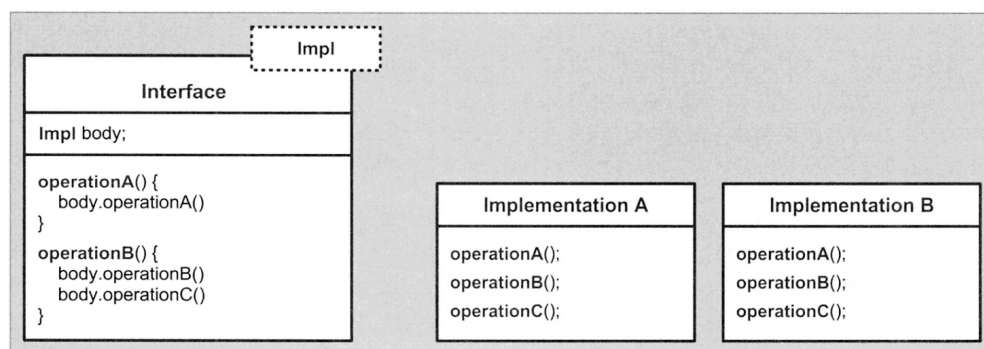 Impl
Interface
Impl body;
operationA() {
body.operationA()
}
operationB() {
body.operationB()
body.operationC()
}
Implementation A
operationA();
operationB();
operationC();
Implementation B
operationA();
operationB();
operationC();